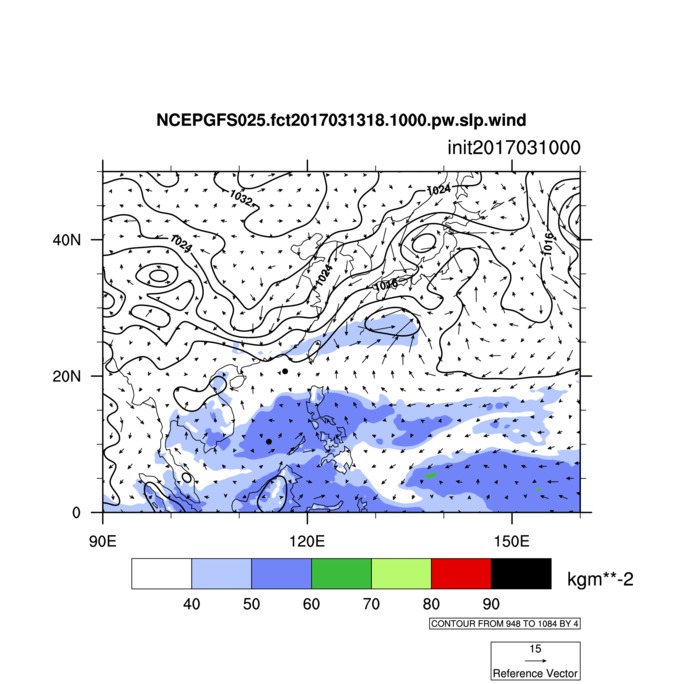 NCEPGFS025.fct2017031318.1000.pw.slp.wind
init2017031000
1032
1024
1024
1016
1024
1016
40N
20N
0
90E 120E 150E
40 50 60 70 80 90
kgm**-2
CONTOUR FROM 948 TO 1084 BY 4
15
Reference Vector